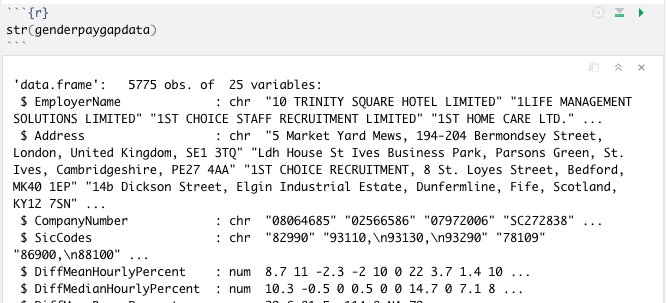 ```{r}
str(genderpaygapdata)
```
'data.frame': 5775 obs. of 25 variables:
$ EmployerName : chr "10 TRINITY SQUARE HOTEL LIMITED" "1LIFE MANAGEMENT
SOLUTIONS LIMITED" "1ST CHOICE STAFF RECRUITMENT LIMITED" "1ST HOME CARE LTD." ...
$ Address : chr "5 Market Yard Mews, 194-204 Bermondsey Street,
London, United Kingdom, SE1 3TQ" "Ldh House St Ives Business Park, Parsons Green, St.
Ives, Cambridgeshire, PE27 4AA" "1ST CHOICE RECRUITMENT, 8 St. Loyes Street, Bedford,
MK40 1EP" "14b Dickson Street, Elgin Industrial Estate, Dunfermline, Fife, Scotland,
KY12 7SN" ...
$ CompanyNumber : chr "08064685" "02566586" "07972006" "SC272838" ...
$ SicCodes : chr "82990" "93110,\n93130,\n93290" "78109"
"86900,\n88100" ...
$ DiffMeanHourlyPercent : num 8.7 11 -2.3 -2 10 0 22 3.7 1.4 10 ...
$ DiffMedianHourlyPercent : num 10.3 -0.5 0 0.5 0 0 14.7 0 7.1 8 ...